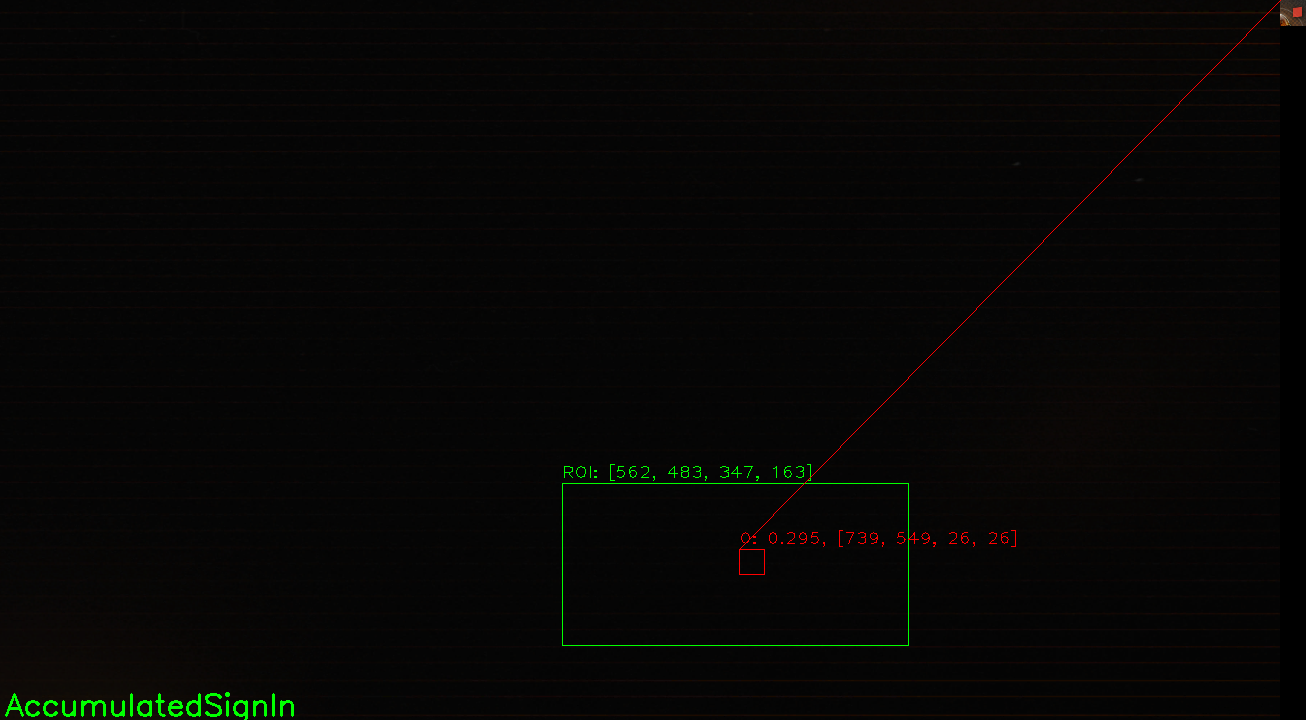 ROI: [562, 483, 347, 163]
0: 0.295, [739, 549, 26, 26]
AccumulatedSignIn